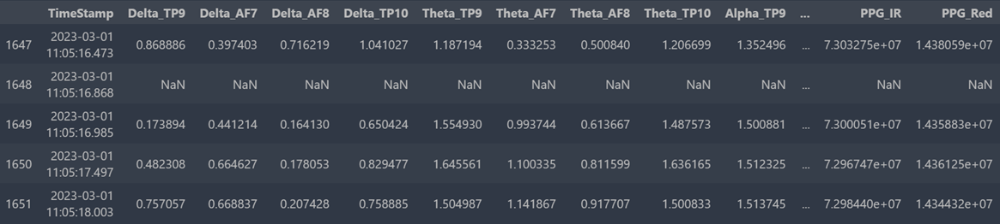 TimeStamp Delta_TP9 Delta_AF7 Delta_AF8 Delta_TP10 Theta_TP9 Theta_AF7 Theta_AF8 Theta_TP10 Alpha_TP9 ... PPG_IR PPG_Red
1647 2023-03-01 11:05:16.473 0.868886 0.397403 0.716219 1.041027 1.187194 0.333253 0.500840 1.206699 1.352496 ... 7.303275e+07 1.438059e+07
1648 2023-03-01 11:05:16.868 NaN NaN NaN NaN NaN NaN NaN NaN NaN ... NaN NaN
1649 2023-03-01 11:05:16.985 0.173894 0.441214 0.164130 0.650424 1.554930 0.993744 0.613667 1.487573 1.500881 ... 7.300051e+07 1.435883e+07
1650 2023-03-01 11:05:17.497 0.482308 0.664627 0.178053 0.829477 1.645561 1.100335 0.811599 1.636165 1.512325 ... 7.296747e+07 1.436125e+07
1651 2023-03-01 11:05:18.003 0.757057 0.668837 0.207428 0.758885 1.504987 1.141867 0.917707 1.500833 1.513745 ... 7.298440e+07 1.434432e+07